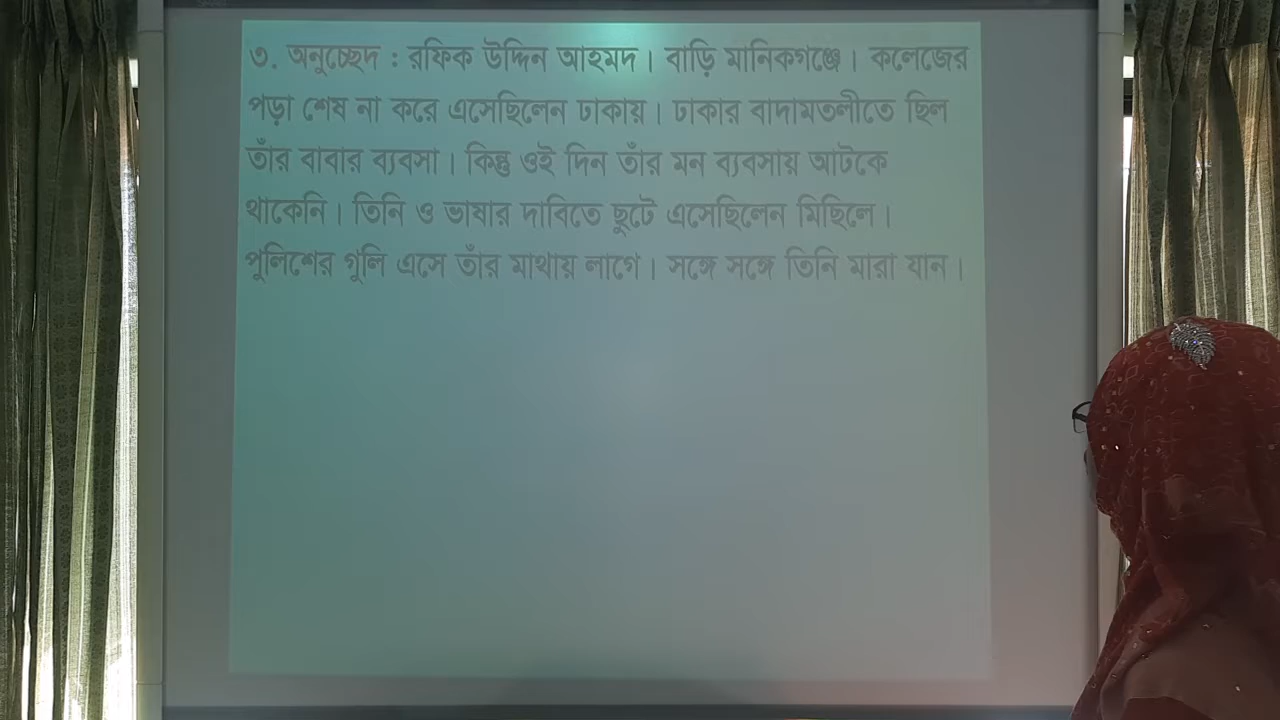 ৩. অনুচ্ছেদ : রফিক উদ্দিন আহমদ। বাড়ি মানিকগঞ্জে। কলেজের
পড়া শেষ না করে এসেছিলেন ঢাকায়। ঢাকার বাদামতলীতে ছিল
তাঁর বাবার ব্যবসা। কিন্তু ওই দিন তাঁর মন ব্যবসায় আটকে
থাকেনি। তিনি ও ভাষার দাবিতে ছুটে এসেছিলেন মিছিলে।
পুলিশের গুলি এসে তাঁর মাথায় লাগে। সঙ্গে সঙ্গে তিনি মারা যান।